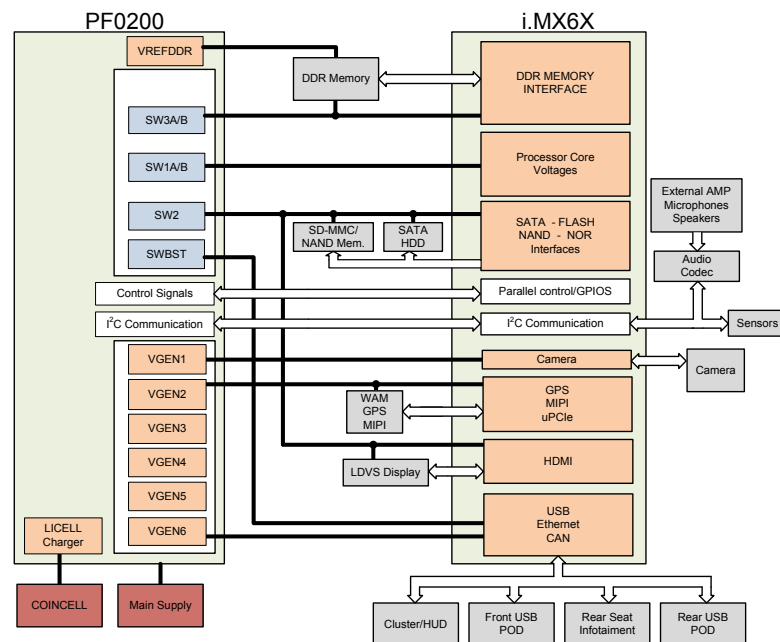 PF0200
i.MX6X
VREFDDR
DDR Memory
DDR MEMORY
INTERFACE
SW3A/B
SW1A/B
Processor Core
Voltages
SW2
SD-MMC/
NAND Mem.
SATA
HDD
SATA - FLASH
NAND - NOR
Interfaces
External AMP
Microphones
Speakers
SWBST
Audio
Codec
Control Signals
Parallel control/GPIOS
I²C Communication
I²C Communication
Sensors
VGEN1
Camera
Camera
VGEN2
WAM
GPS
MIPI
GPS
MIPI
uPCIe
VGEN3
VGEN4
LDVS Display
HDMI
VGEN5
VGEN6
USB
Ethernet
CAN
LICELL
Charger
COINCELL
Main Supply
Cluster/HUD
Front USB
POD
Rear Seat
Infotaiment
Rear USB
POD